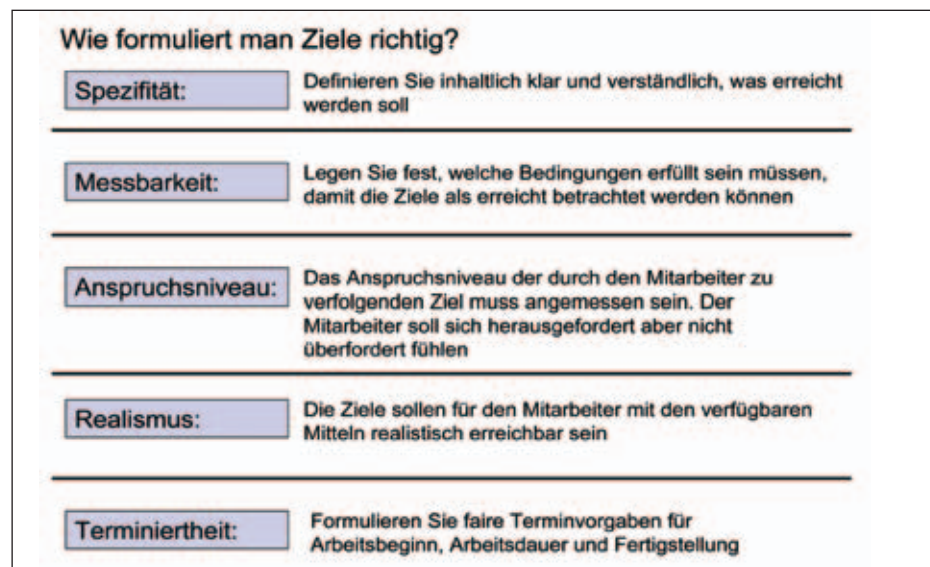 Wie formuliert man Ziele richtig?
Spezifität:
Definieren Sie inhaltlich klar und verständlich, was erreicht
werden soll
Messbarkeit:
Legen Sie fest, welche Bedingungen erfüllt sein müssen,
damit die Ziele als erreicht betrachtet werden können
Anspruchsniveau:
Das Anspruchsniveau der durch den Mitarbeiter zu
verfolgenden Ziel muss angemessen sein. Der
Mitarbeiter soll sich herausgefordert aber nicht
überfordert fühlen
Realismus:
Die Ziele sollen für den Mitarbeiter mit den verfügbaren
Mitteln realistisch erreichbar sein
Terminiertheit:
Formulieren Sie faire Terminvorgaben für
Arbeitsbeginn, Arbeitsdauer und Fertigstellung